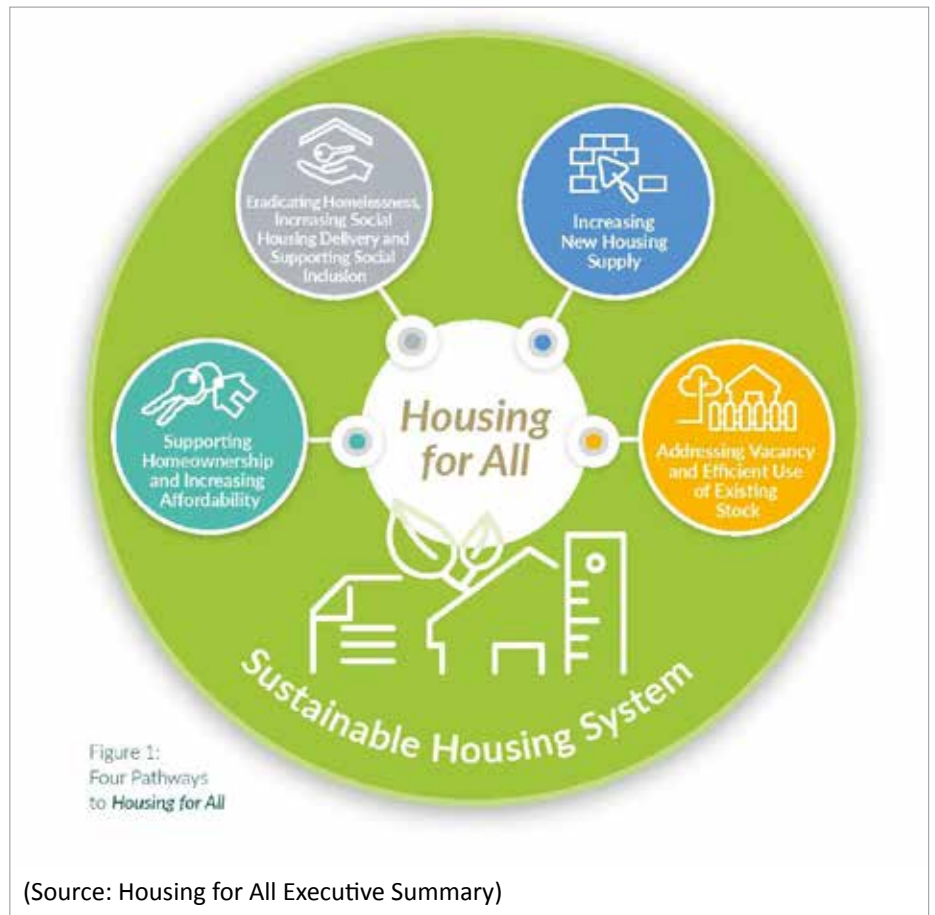 Eradicating Homelessness,
Increasing Social
Housing Delivery and
Supporting Social
Inclusion
Increasing
New Housing
Supply
Supporting
Homeownership
and Increasing
Affordability
Housing
for All
Addressing Vacancy
and Efficient Use
of Existing
Stock
Sustainable Housing System
Figure 1:
Four Pathways
to Housing for All
(Source: Housing for All Executive Summary)